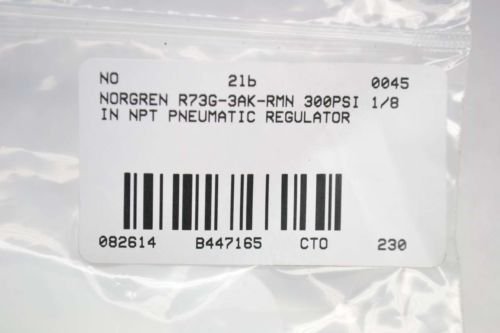 NO 21b 0045
NORGREN R73G-3AK-RMN 300PSI 1/8
IN NPT PNEUMATIC REGULATOR
082614 B447165 CTO 230